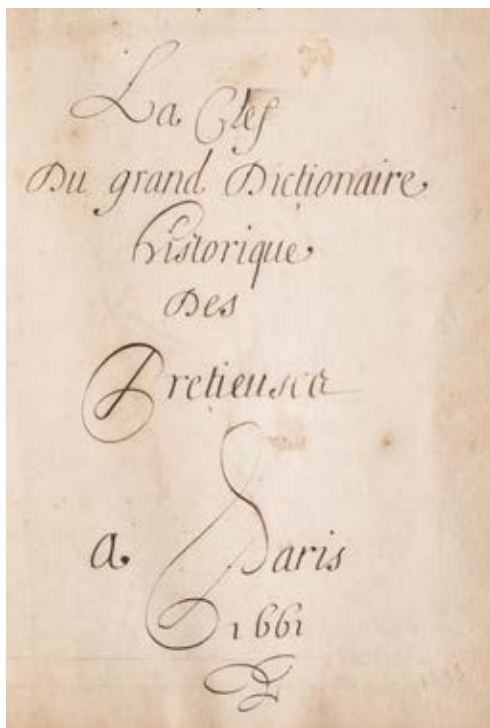 La Clef
Du grand Dictionaire
historique
Des
Pretieuses
a Paris
1661